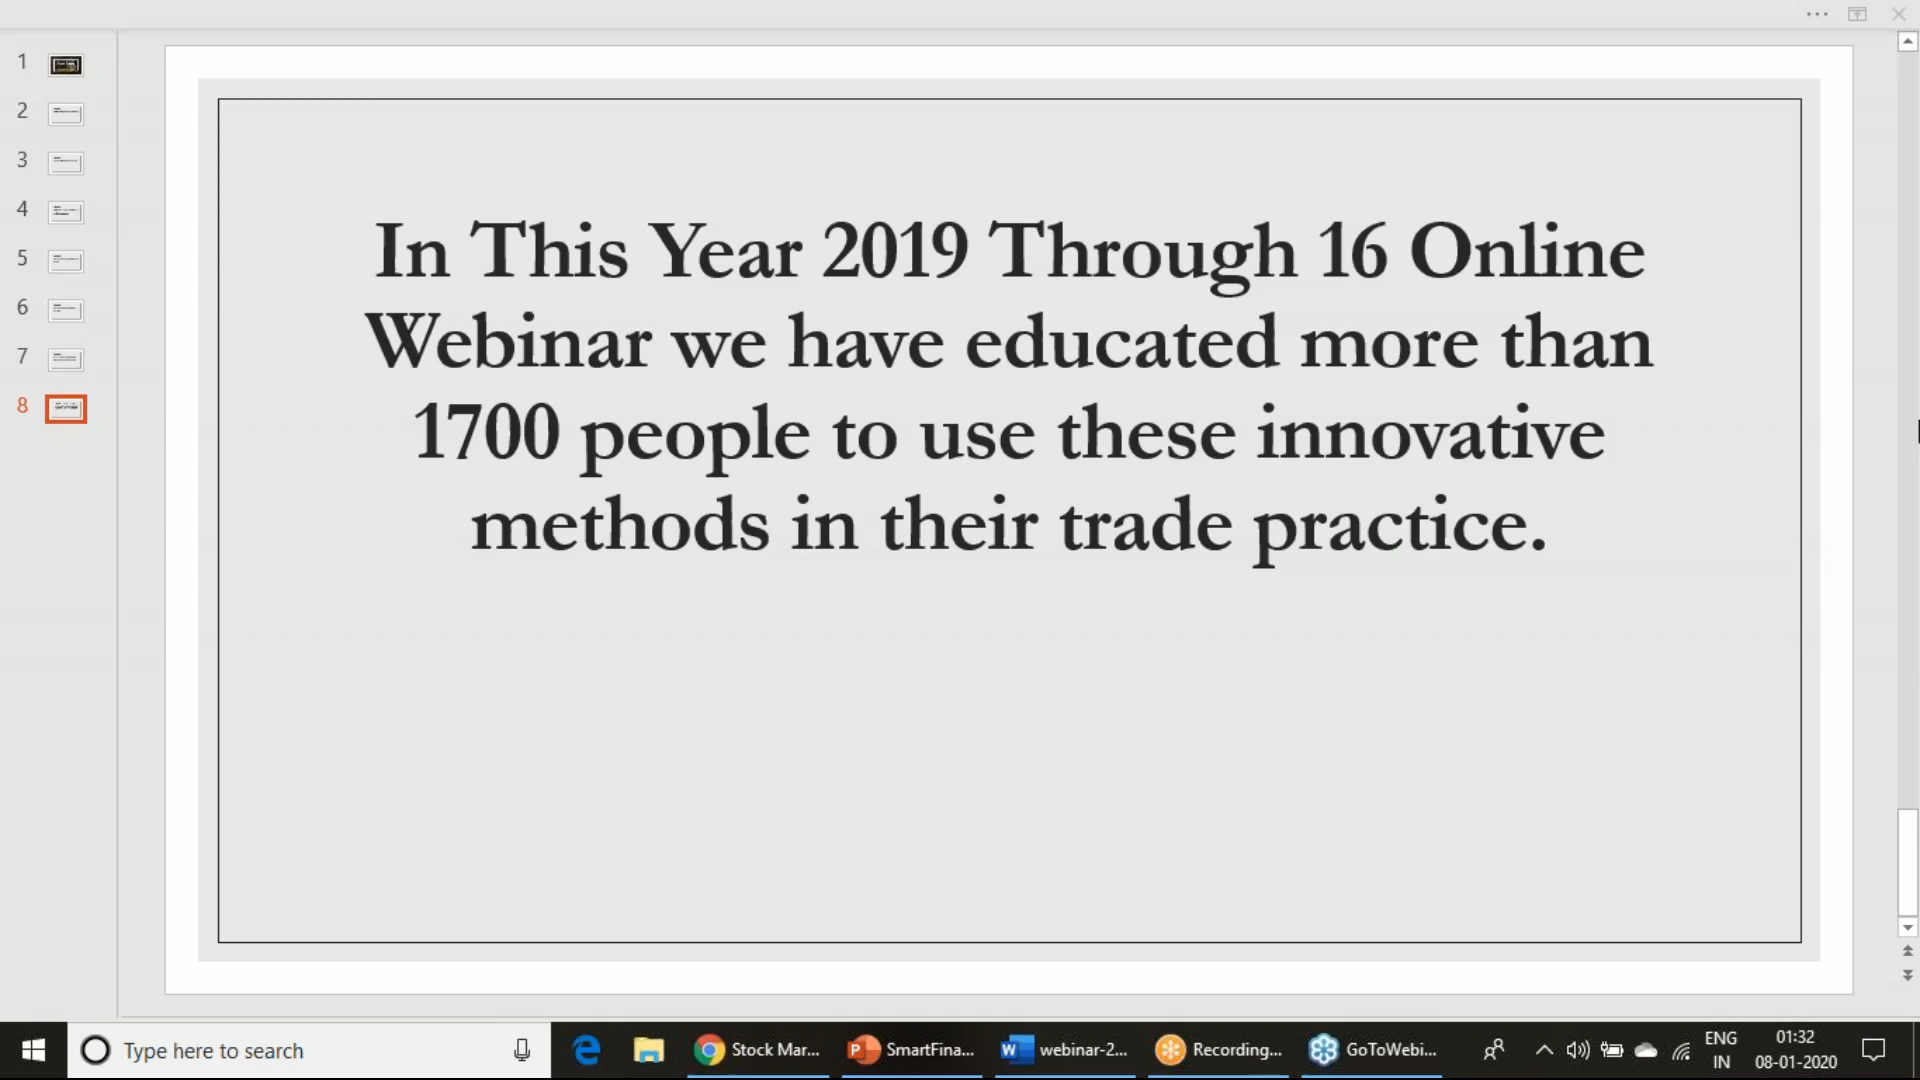 1
2
3
4
5
6
7
8
In This Year 2019 Through 16 Online
Webinar we have educated more than
1700 people to use these innovative
methods in their trade practice.
Type here to search
Stock Mar...
SmartFina...
webinar-2...
Recording...
GoToWebi...
ENG
IN
01:32
08-01-2020